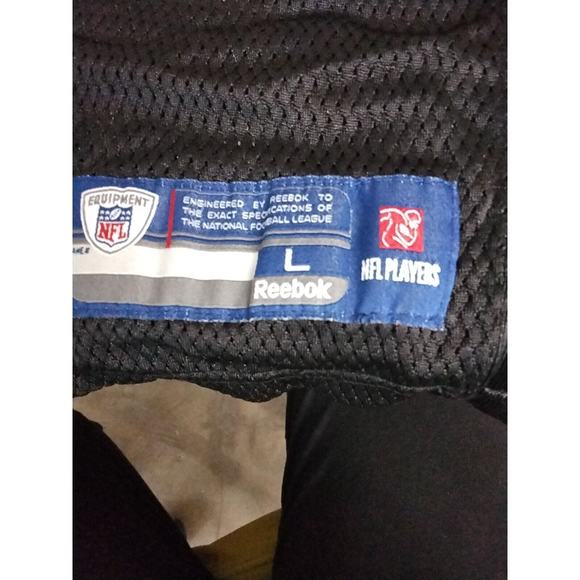 EQUIPMENT
NFL
ENGINEERED BY REEBOK TO
THE EXACT SPECIFICATIONS OF
THE NATIONAL FOOTBALL LEAGUE
L
Reebok
NFL PLAYERS